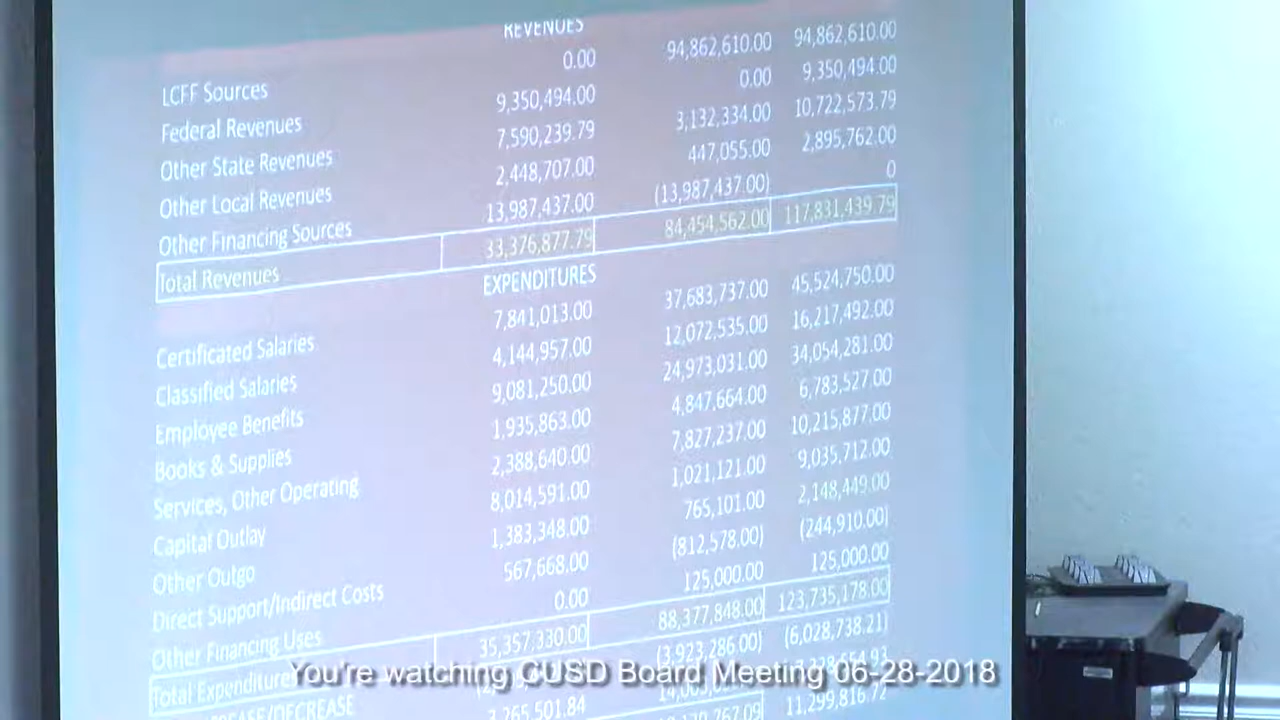 REVENUES
LCFF Sources 0.00 94,862,610.00 94,862,610.00
Federal Revenues 9,350,494.00 0.00 9,350,494.00
Other State Revenues 7,590,239.79 3,132,334.00 10,722,573.79
Other Local Revenues 2,448,707.00 447,055.00 2,895,762.00
Other Financing Sources 13,987,437.00 (13,987,437.00) 0
Total Revenues 33,376,877.79 84,454,562.00 117,831,439.79
EXPENDITURES
Certificated Salaries 7,841,013.00 37,683,737.00 45,524,750.00
Classified Salaries 4,144,957.00 12,072,535.00 16,217,492.00
Employee Benefits 9,081,250.00 24,973,031.00 34,054,281.00
Books & Supplies 1,935,863.00 4,847,664.00 6,783,527.00
Services, Other Operating 2,388,640.00 7,827,237.00 10,215,877.00
Capital Outlay 8,014,591.00 1,021,121.00 9,035,712.00
Other Outgo 1,383,348.00 765,101.00 2,148,449.00
Direct Support/Indirect Costs 567,668.00 (812,578.00) (244,910.00)
Other Financing Uses 0.00 125,000.00 125,000.00
Total Expenditures 35,357,330.00 88,377,848.00 123,735,178.00
(3,923,286.00) (6,028,738.21)
/DECREASE 3,265,501.84 11,299,816.72
You're watching CUSD Board Meeting 06-28-2018